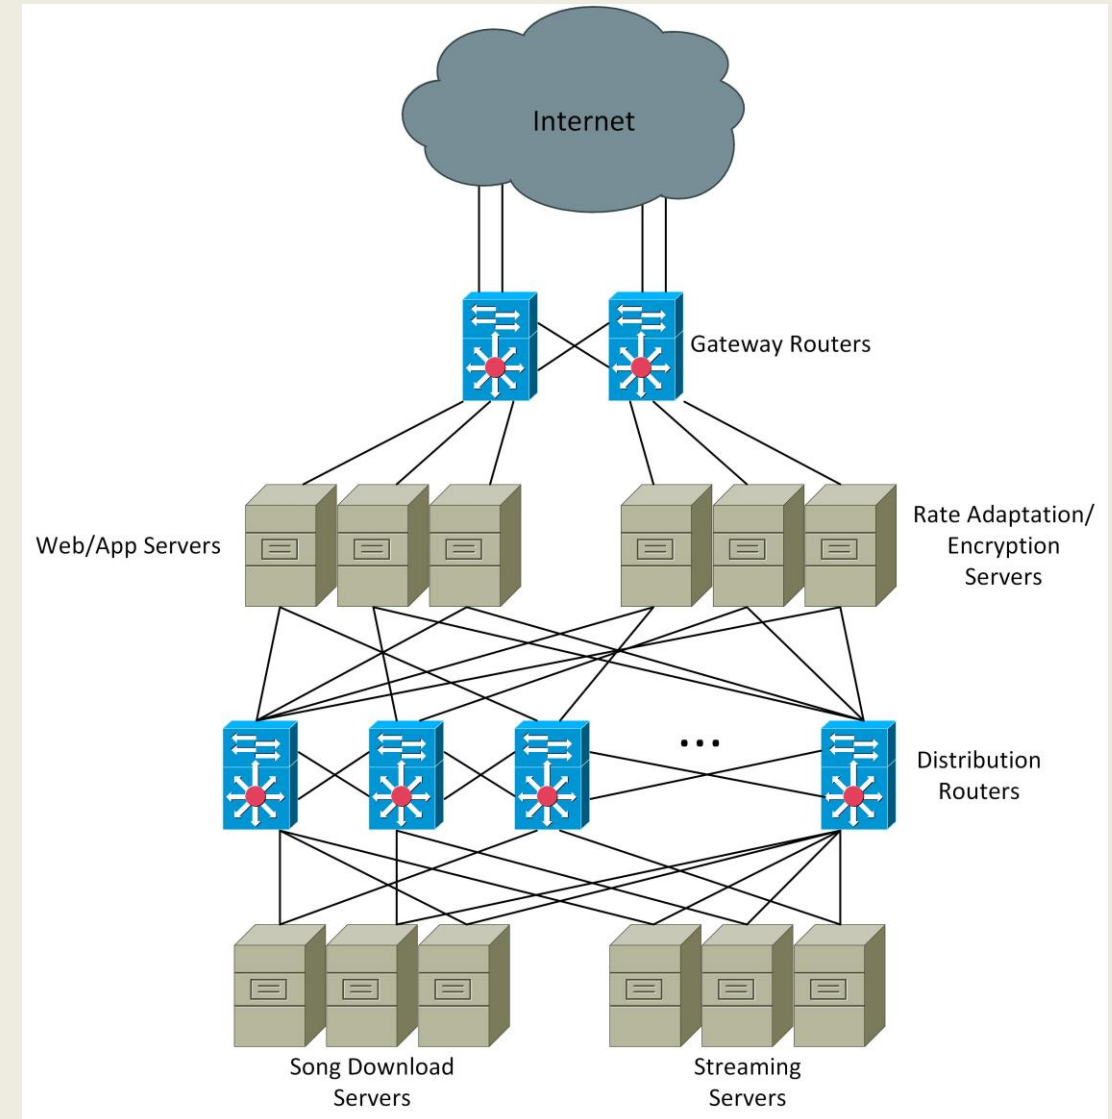 Internet
Gateway Routers
Web/App Servers
Rate Adaptation/
Encryption
Servers
...
Distribution
Routers
Song Download
Servers
Streaming
Servers